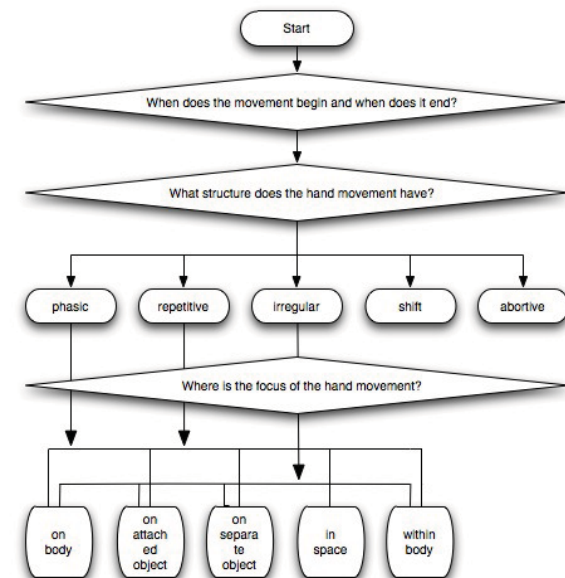 Start
When does the movement begin and when does it end?
What structure does the hand movement have?
phasic
repetitive
irregular
shift
abortive
Where is the focus of the hand movement?
on
body
on
attach
ed
object
on
separa
te
object
in
space
within
body